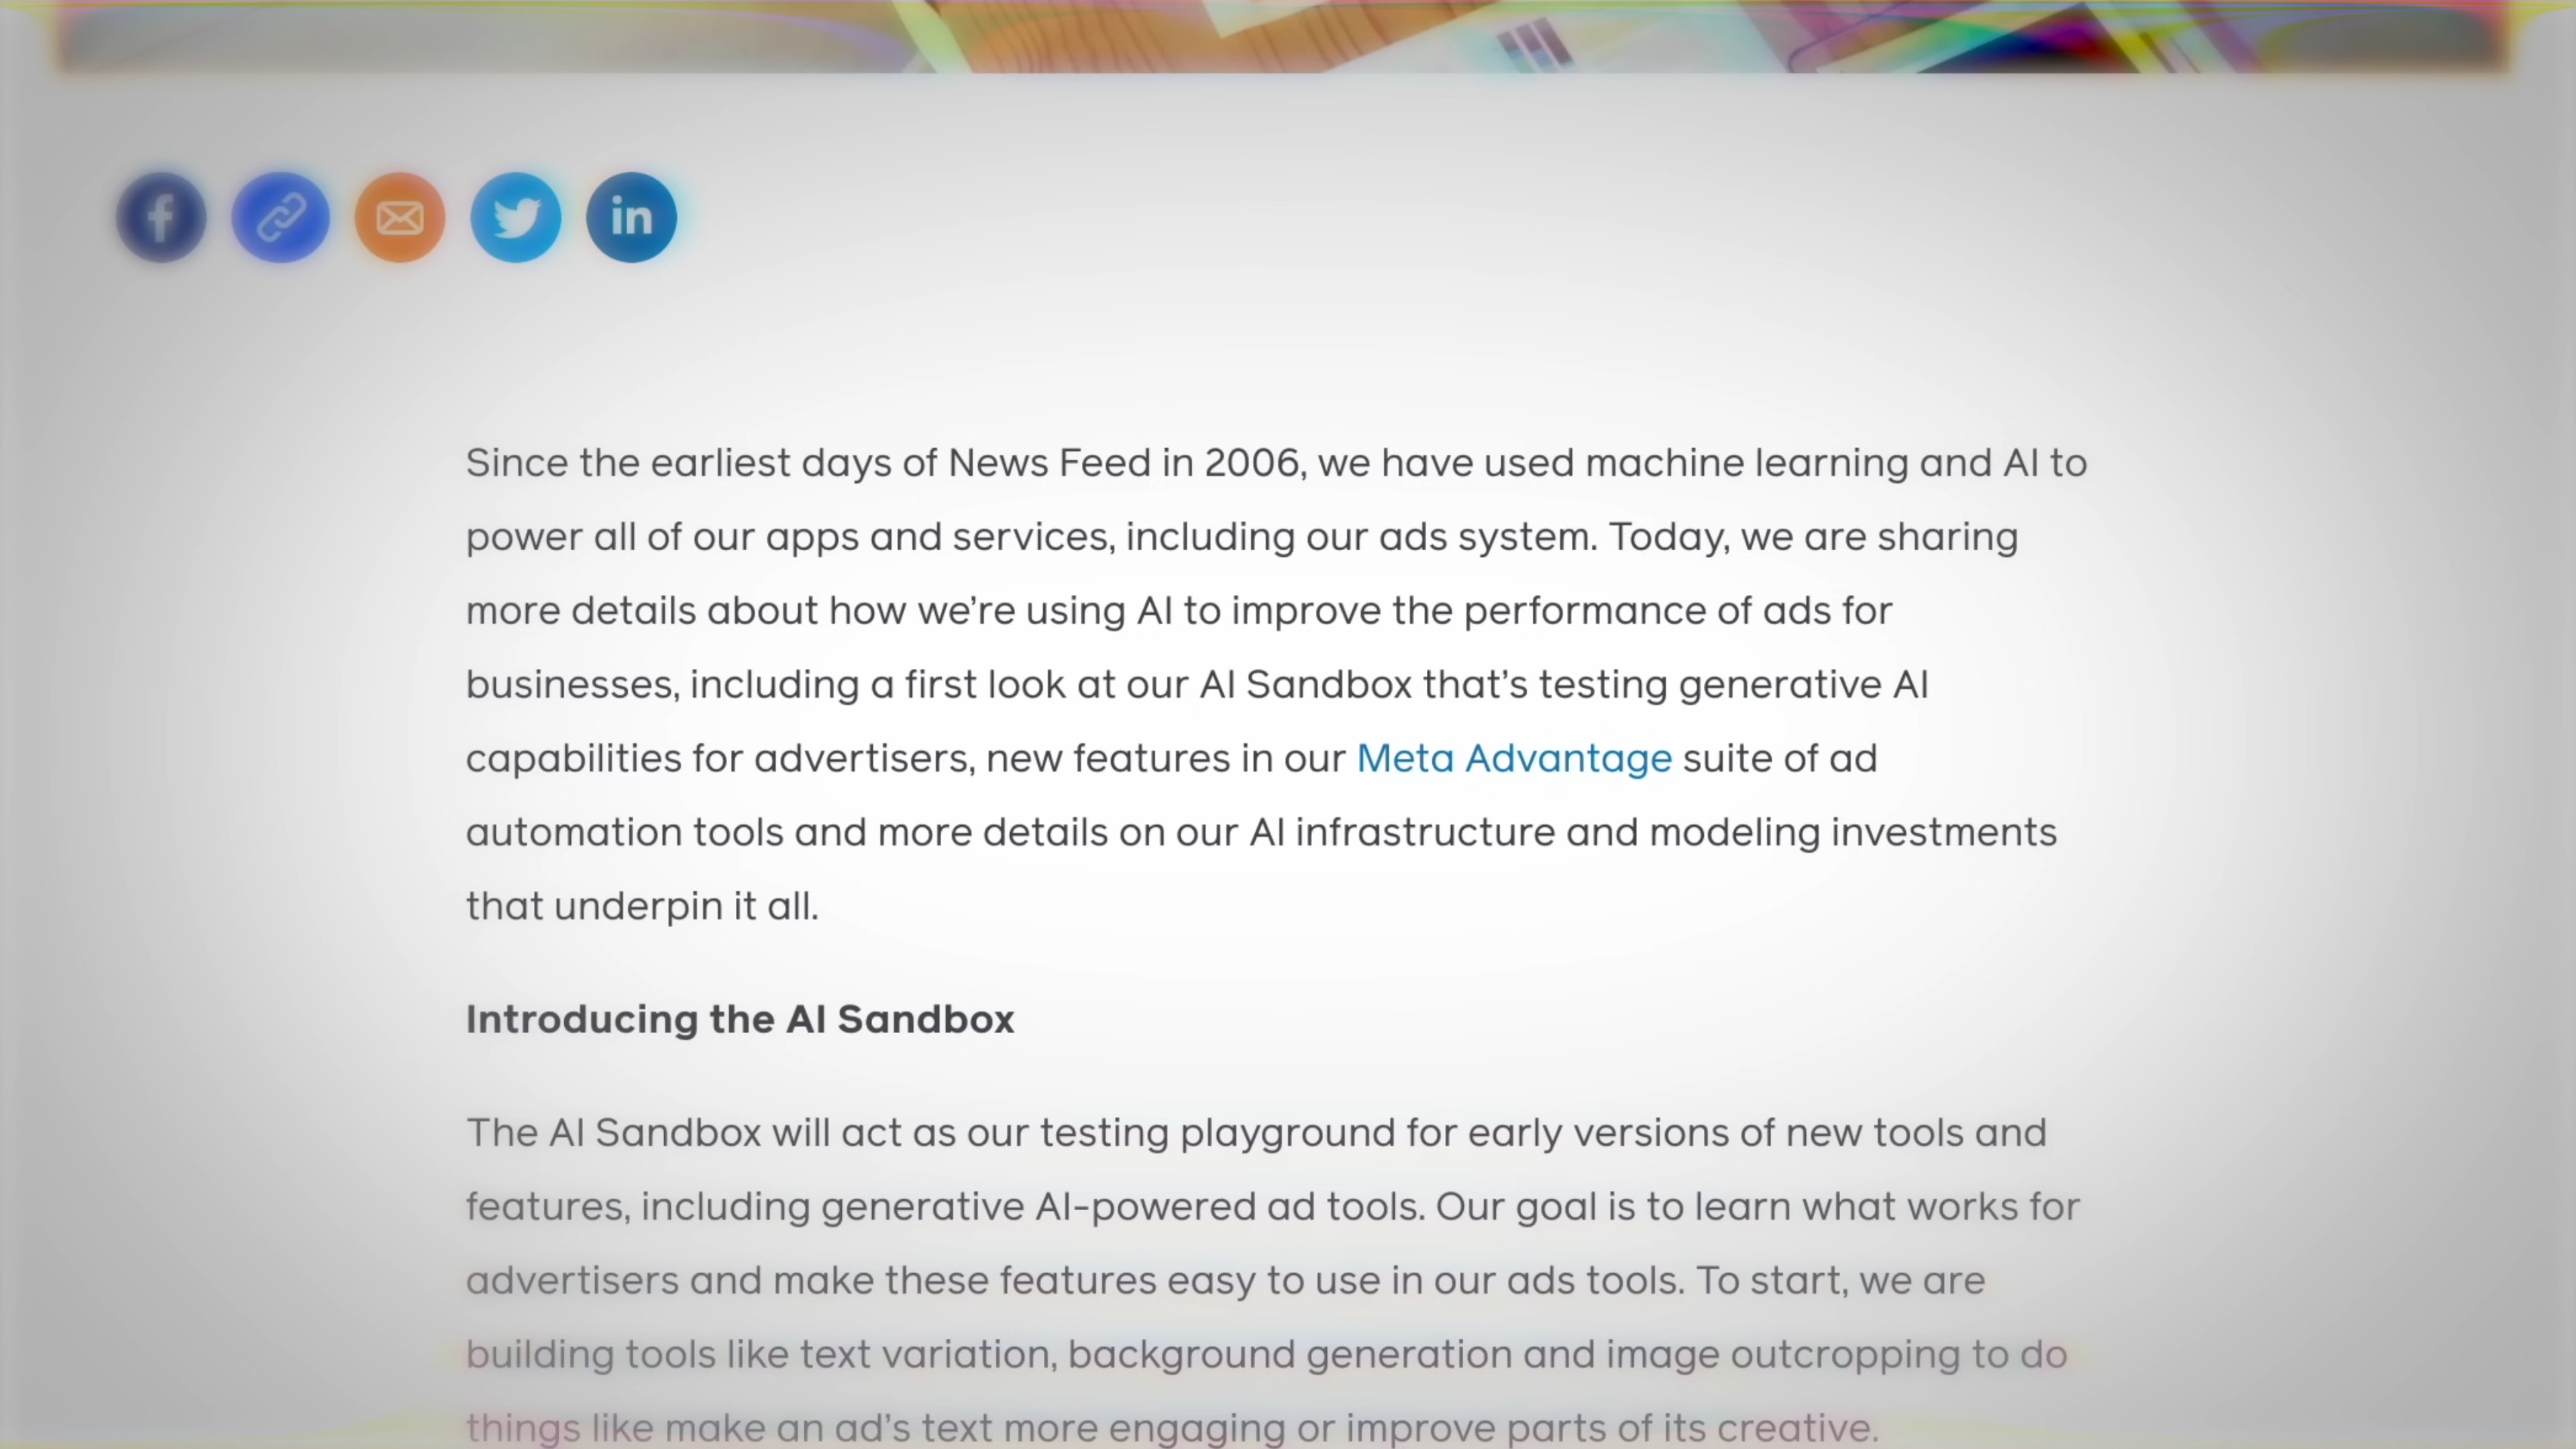 f
in
Since the earliest days of News Feed in 2006, we have used machine learning and AI to
power all of our apps and services, including our ads system. Today, we are sharing
more details about how we’re using AI to improve the performance of ads for
businesses, including a first look at our AI Sandbox that’s testing generative AI
capabilities for advertisers, new features in our Meta Advantage suite of ad
automation tools and more details on our AI infrastructure and modeling investments
that underpin it all.
Introducing the AI Sandbox
The AI Sandbox will act as our testing playground for early versions of new tools and
features, including generative AI-powered ad tools. Our goal is to learn what works for
advertisers and make these features easy to use in our ads tools. To start, we are
building tools like text variation, background generation and image outcropping to do
things like make an ad’s text more engaging or improve parts of its creative.